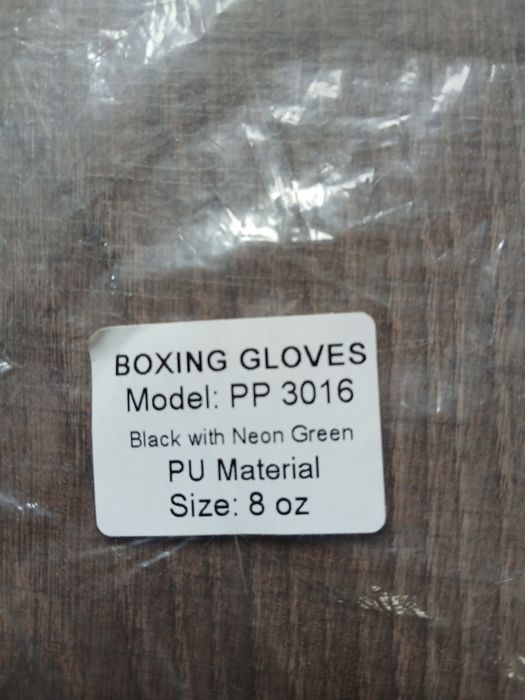 BOXING GLOVES
Model: PP 3016
Black with Neon Green
PU Material
Size: 8 oz